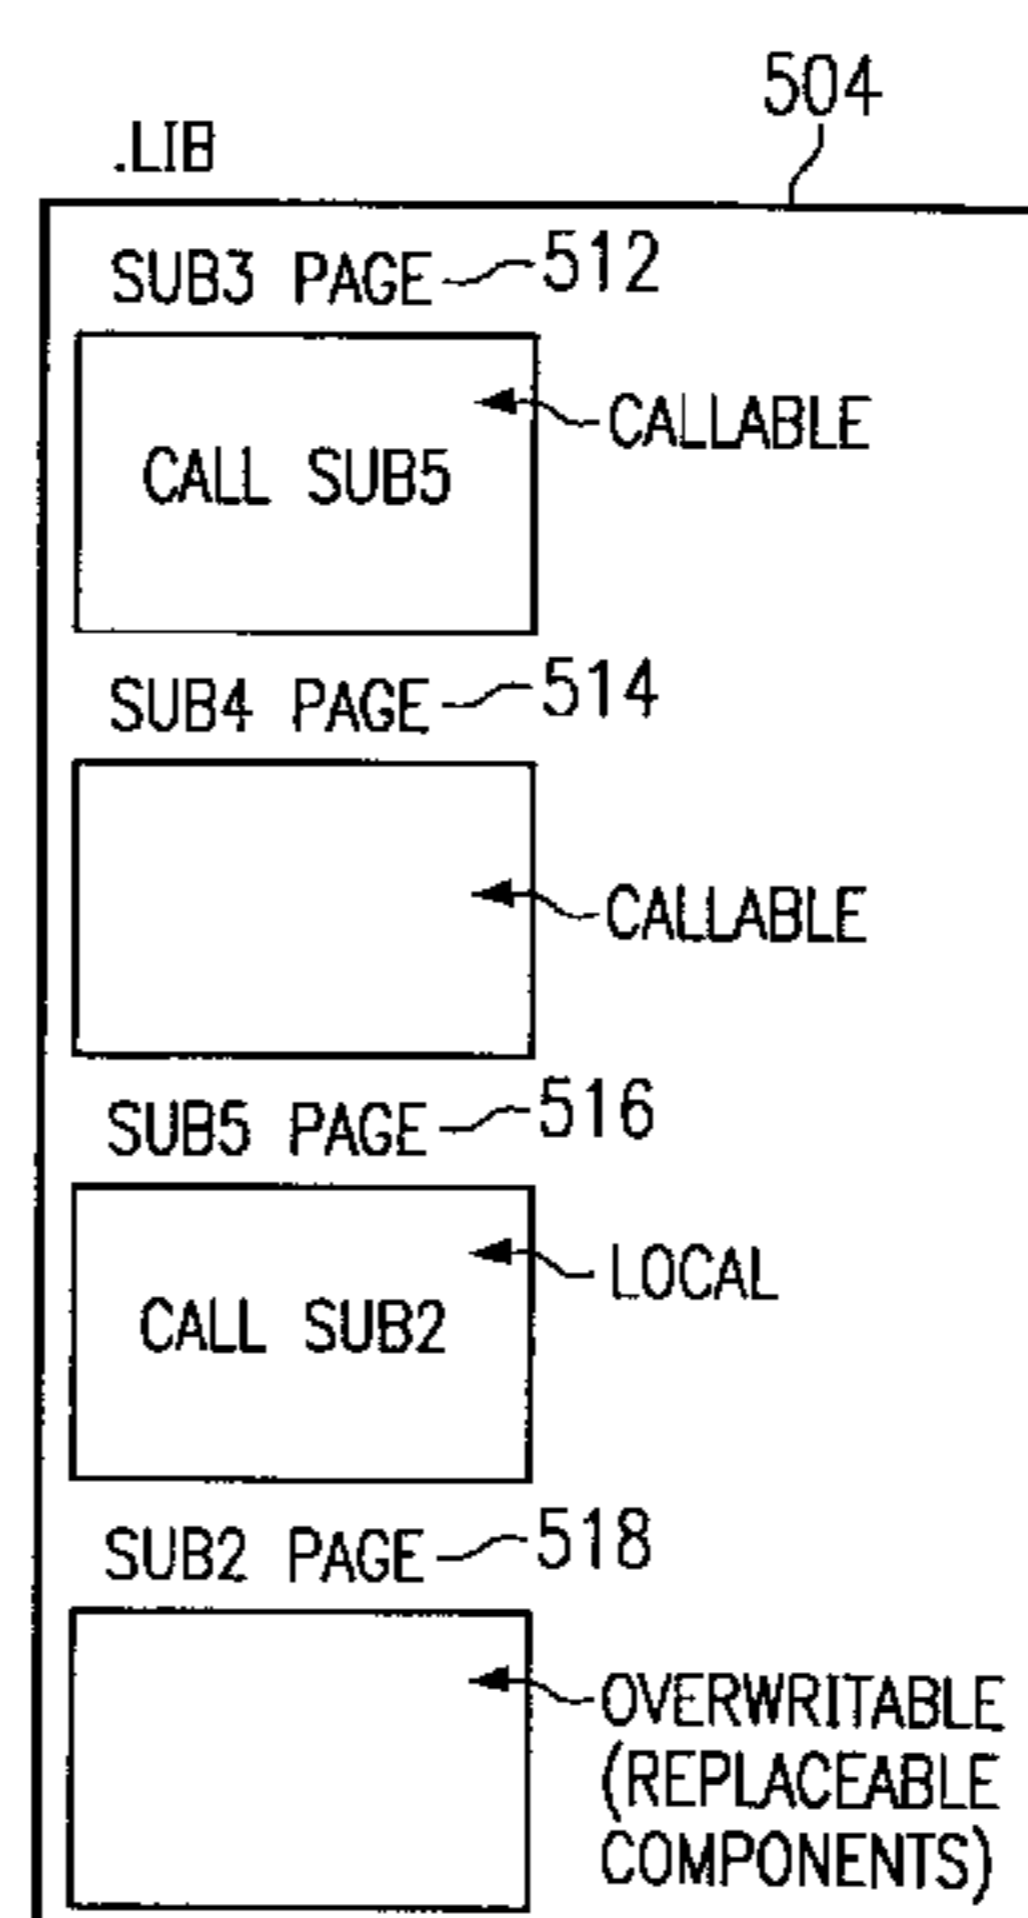 504
.LIB
SUB3 PAGE 512
CALLABLE
CALL SUB5
SUB4 PAGE 514
CALLABLE
SUB5 PAGE 516
LOCAL
CALL SUB2
SUB2 PAGE 518
OVERWRITABLE
(REPLACEABLE
COMPONENTS)